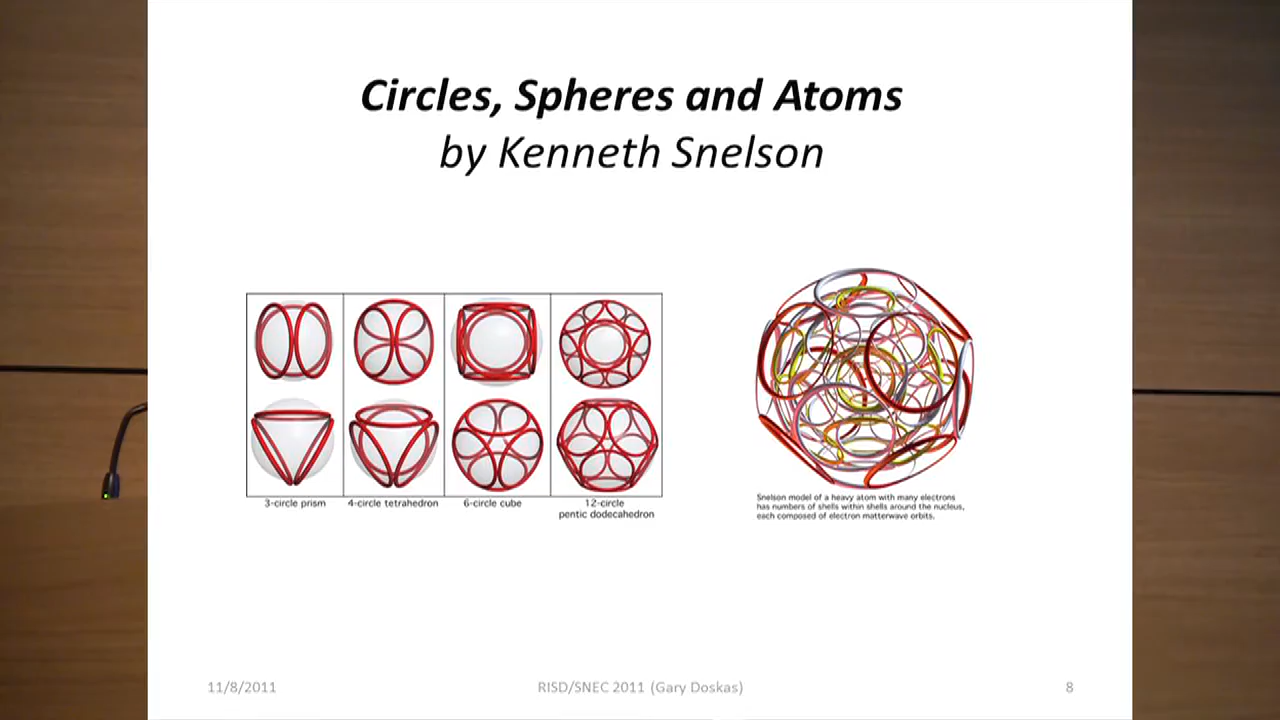 Circles, Spheres and Atoms
by Kenneth Snelson
3-circle prism
4-circle tetrahedron
6-circle cube
12-circle
pentic dodecahedron
Snelson model of a heavy atom with many electrons
has numbers of shells within shells around the nucleus,
each composed of electron matterwave orbits.
11/8/2011
RISD/SNEC 2011 (Gary Doskas)
8